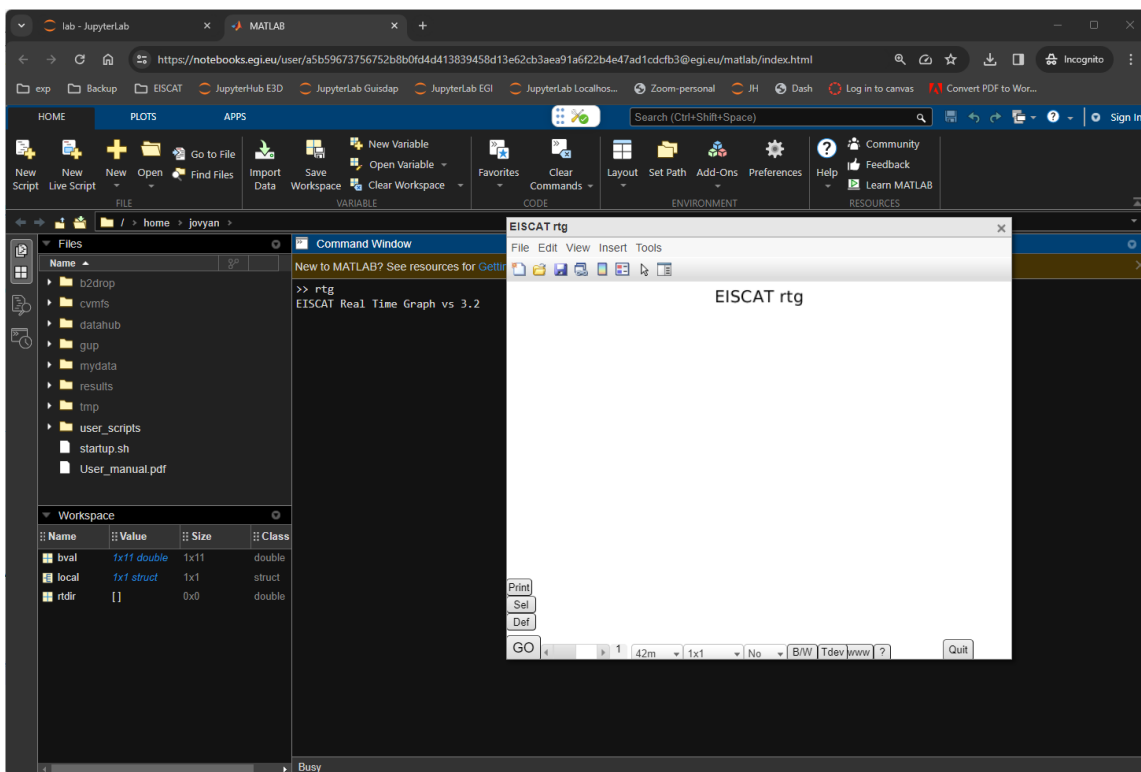 lab - JupyterLab
MATLAB
https://notebooks.egi.eu/user/a5b59673756752b8b0fd4d413839458d13e62cb3aea91a6f22b4e47ad1cdcfb3@egi.eu/matlab/index.html
Incognito
exp
Backup
EISCAT
JupyterHub E3D
JupyterLab Guisdap
JupyterLab EGI
JupyterLab Localhos...
Zoom-personal
JH
Dash
Log in to canvas
Convert PDF to Wor...
HOME
PLOTS
APPS
Search (Ctrl+Shift+Space)
Sign In
New Script
New Live Script
New
Open
Go to File
Find Files
Import Data
Save Workspace
New Variable
Open Variable
Clear Workspace
Favorites
Clear Commands
Layout
Set Path
Add-Ons
Preferences
Help
Community
Feedback
Learn MATLAB
FILE
VARIABLE
CODE
ENVIRONMENT
RESOURCES
/ > home > jovyan >
Files
Name
b2drop
cvmfs
datahub
gup
mydata
results
tmp
user_scripts
startup.sh
User_manual.pdf
Workspace
Name Value Size Class
bval 1x11 double 1x11 double
local 1x1 struct 1x1 struct
rtdir [] 0x0 double
Command Window
New to MATLAB? See resources for
>> rtg
EISCAT Real Time Graph vs 3.2
EISCAT rtg
File Edit View Insert Tools
EISCAT rtg
Print
Sel
Def
GO
1
42m
1x1
No
B/W
Tdev
www
?
Quit
Busy